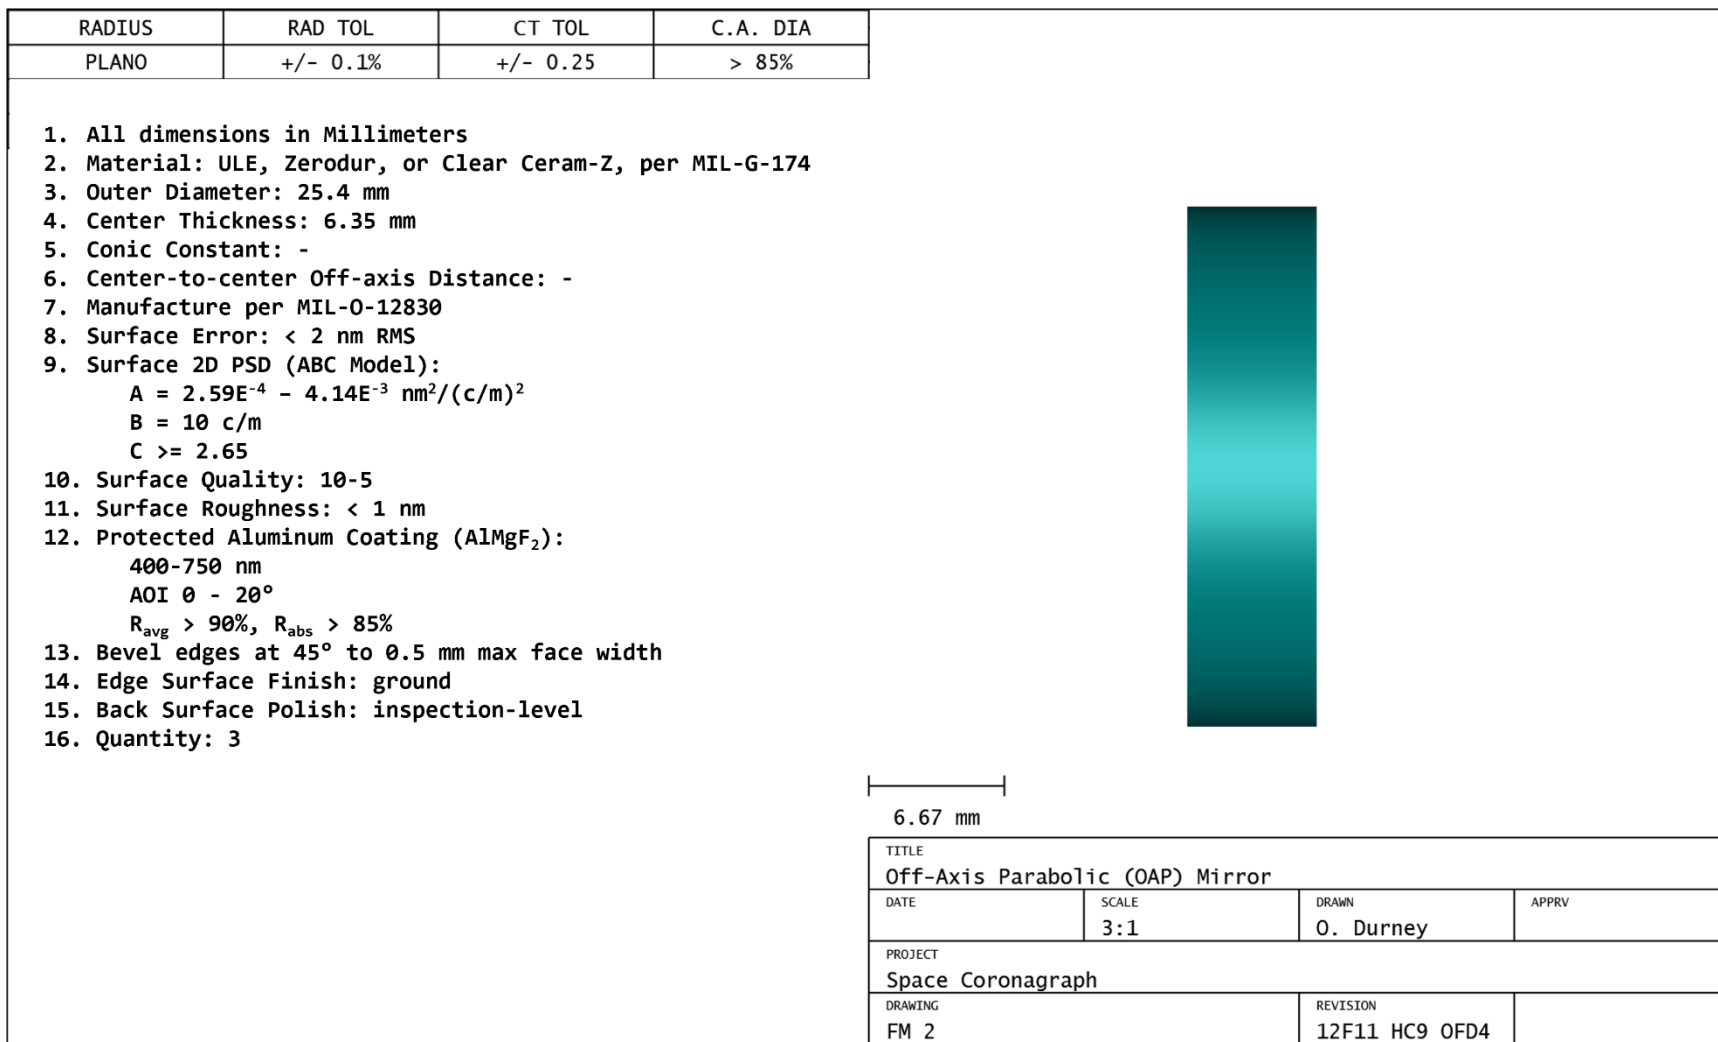 RADIUS RAD TOL CT TOL C.A. DIA
PLANO +/- 0.1% +/- 0.25 > 85%
1. All dimensions in Millimeters
2. Material: ULE, Zerodur, or Clear Ceram-Z, per MIL-G-174
3. Outer Diameter: 25.4 mm
4. Center Thickness: 6.35 mm
5. Conic Constant: -
6. Center-to-center Off-axis Distance: -
7. Manufacture per MIL-O-12830
8. Surface Error: < 2 nm RMS
9. Surface 2D PSD (ABC Model):
A = 2.59E⁻⁴ – 4.14E⁻³ nm²/(c/m)²
B = 10 c/m
C >= 2.65
10. Surface Quality: 10-5
11. Surface Roughness: < 1 nm
12. Protected Aluminum Coating (AlMgF₂):
400-750 nm
AOI 0 - 20°
Ravg > 90%, Rabs > 85%
13. Bevel edges at 45° to 0.5 mm max face width
14. Edge Surface Finish: ground
15. Back Surface Polish: inspection-level
16. Quantity: 3
6.67 mm
TITLE
Off-Axis Parabolic (OAP) Mirror
DATE SCALE DRAWN APPRV
3:1 O. Durney
PROJECT
Space Coronagraph
DRAWING REVISION
FM 2 12F11 HC9 OFD4